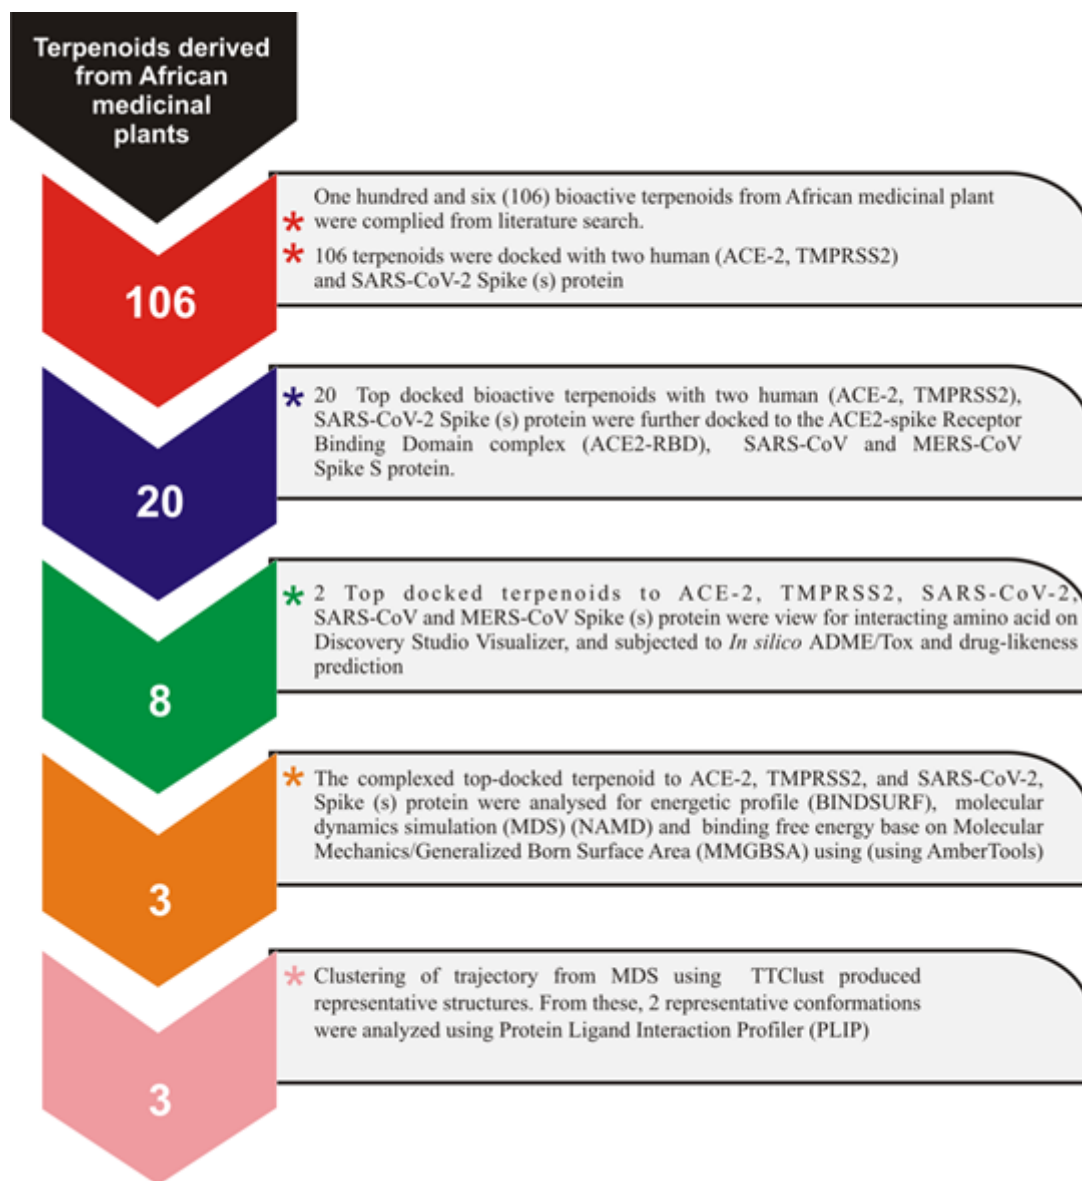 Terpenoids derived
from African
medicinal
plants
106
One hundred and six (106) bioactive terpenoids from African medicinal plant
* were complied from literature search.
* 106 terpenoids were docked with two human (ACE-2, TMPRSS2)
and SARS-CoV-2 Spike (s) protein
20
* 20 Top docked bioactive terpenoids with two human (ACE-2, TMPRSS2),
SARS-CoV-2 Spike (s) protein were further docked to the ACE2-spike Receptor
Binding Domain complex (ACE2-RBD), SARS-CoV and MERS-CoV
Spike S protein.
8
* 2 Top docked terpenoids to ACE-2, TMPRSS2, SARS-CoV-2,
SARS-CoV and MERS-CoV Spike (s) protein were view for interacting amino acid on
Discovery Studio Visualizer, and subjected to In silico ADME/Tox and drug-likeness
prediction
3
* The complexed top-docked terpenoid to ACE-2, TMPRSS2, and SARS-CoV-2,
Spike (s) protein were analysed for energetic profile (BINDSURF), molecular
dynamics simulation (MDS) (NAMD) and binding free energy base on Molecular
Mechanics/Generalized Born Surface Area (MMGBSA) using (using AmberTools)
3
* Clustering of trajectory from MDS using TTClust produced
representative structures. From these, 2 representative conformations
were analyzed using Protein Ligand Interaction Profiler (PLIP)